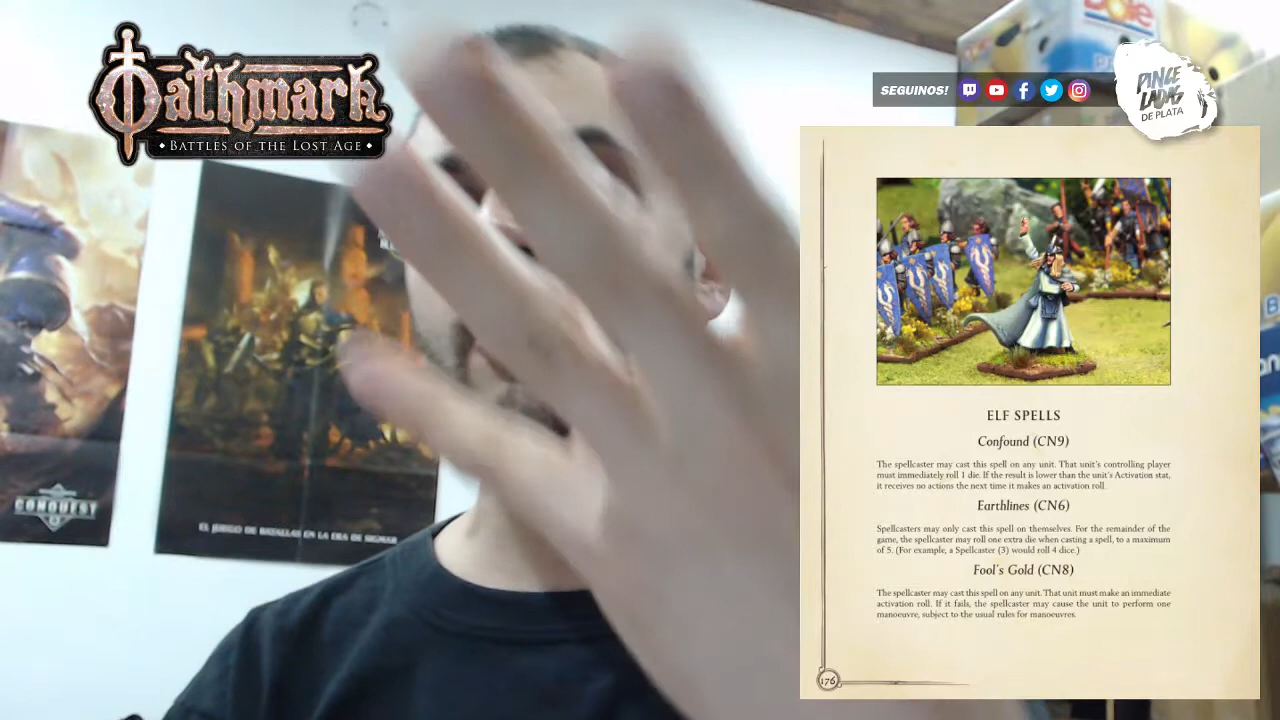 Oathmark
• BATTLES OF THE LOST AGE •
SEGUINOS!
PINCELADAS
DE PLATA
Dole
CONQUEST
EL JUEGO DE BATALLAS EN LA ERA DE SIGMAR
ELF SPELLS
Confound (CN9)
The spellcaster may cast this spell on any unit. That unit's controlling player
must immediately roll 1 die. If the result is lower than the unit's Activation stat,
it receives no actions the next time it makes an activation roll.
Earthlines (CN6)
Spellcasters may only cast this spell on themselves. For the remainder of the
game, the spellcaster may roll one extra die when casting a spell, to a maximum
of 5. (For example, a Spellcaster (3) would roll 4 dice.)
Fool's Gold (CN8)
The spellcaster may cast this spell on any unit. That unit must make an immediate
activation roll. If it fails, the spellcaster may cause the unit to perform one
manoeuvre, subject to the usual rules for manoeuvres.
176